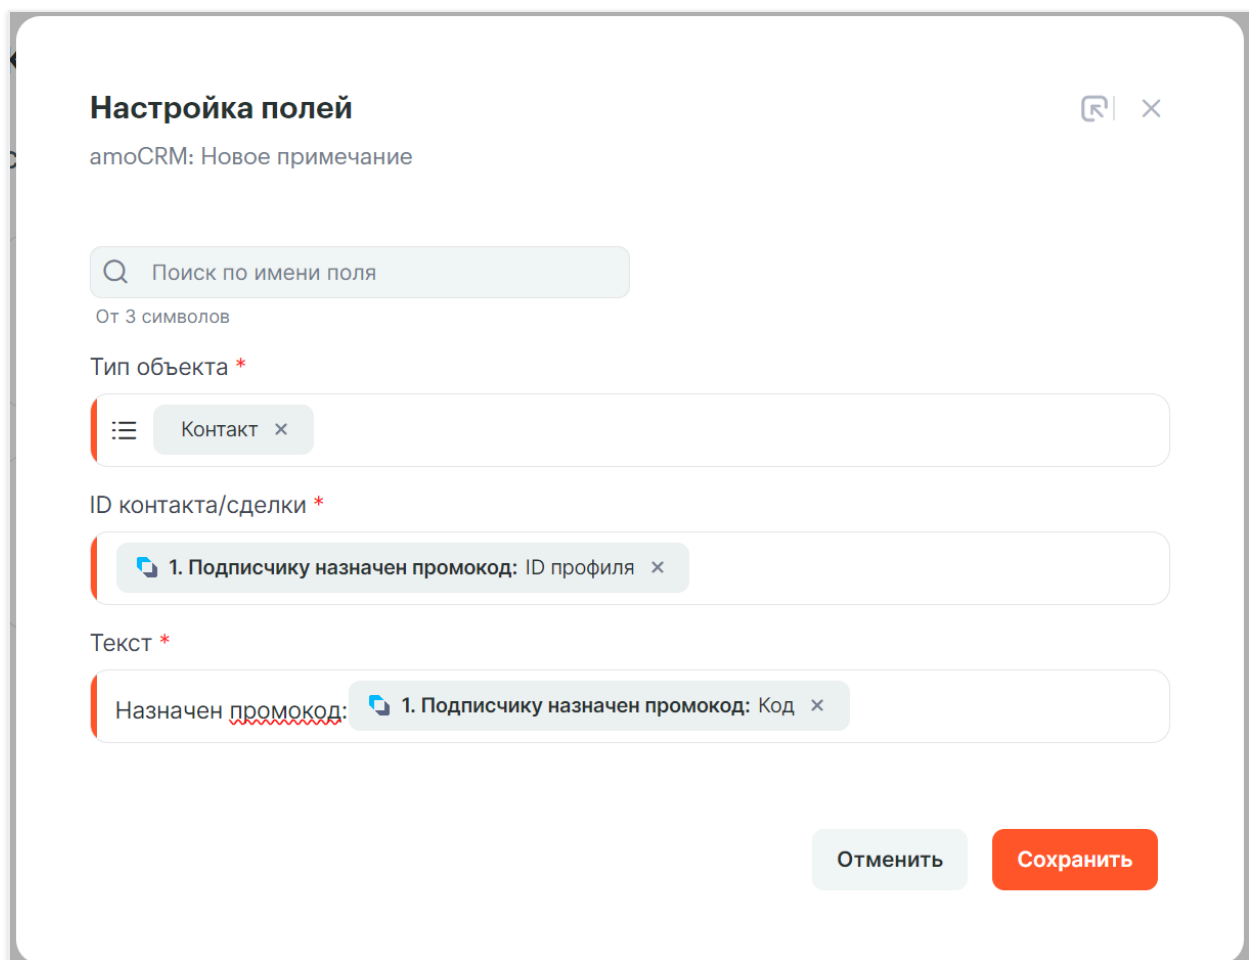 Настройка полей
amoCRM: Новое примечание
Поиск по имени поля
От 3 символов
Тип объекта *
Контакт ×
ID контакта/сделки *
1. Подписчику назначен промокод: ID профиля ×
Текст *
Назначен промокод: 1. Подписчику назначен промокод: Код ×
Отменить Сохранить